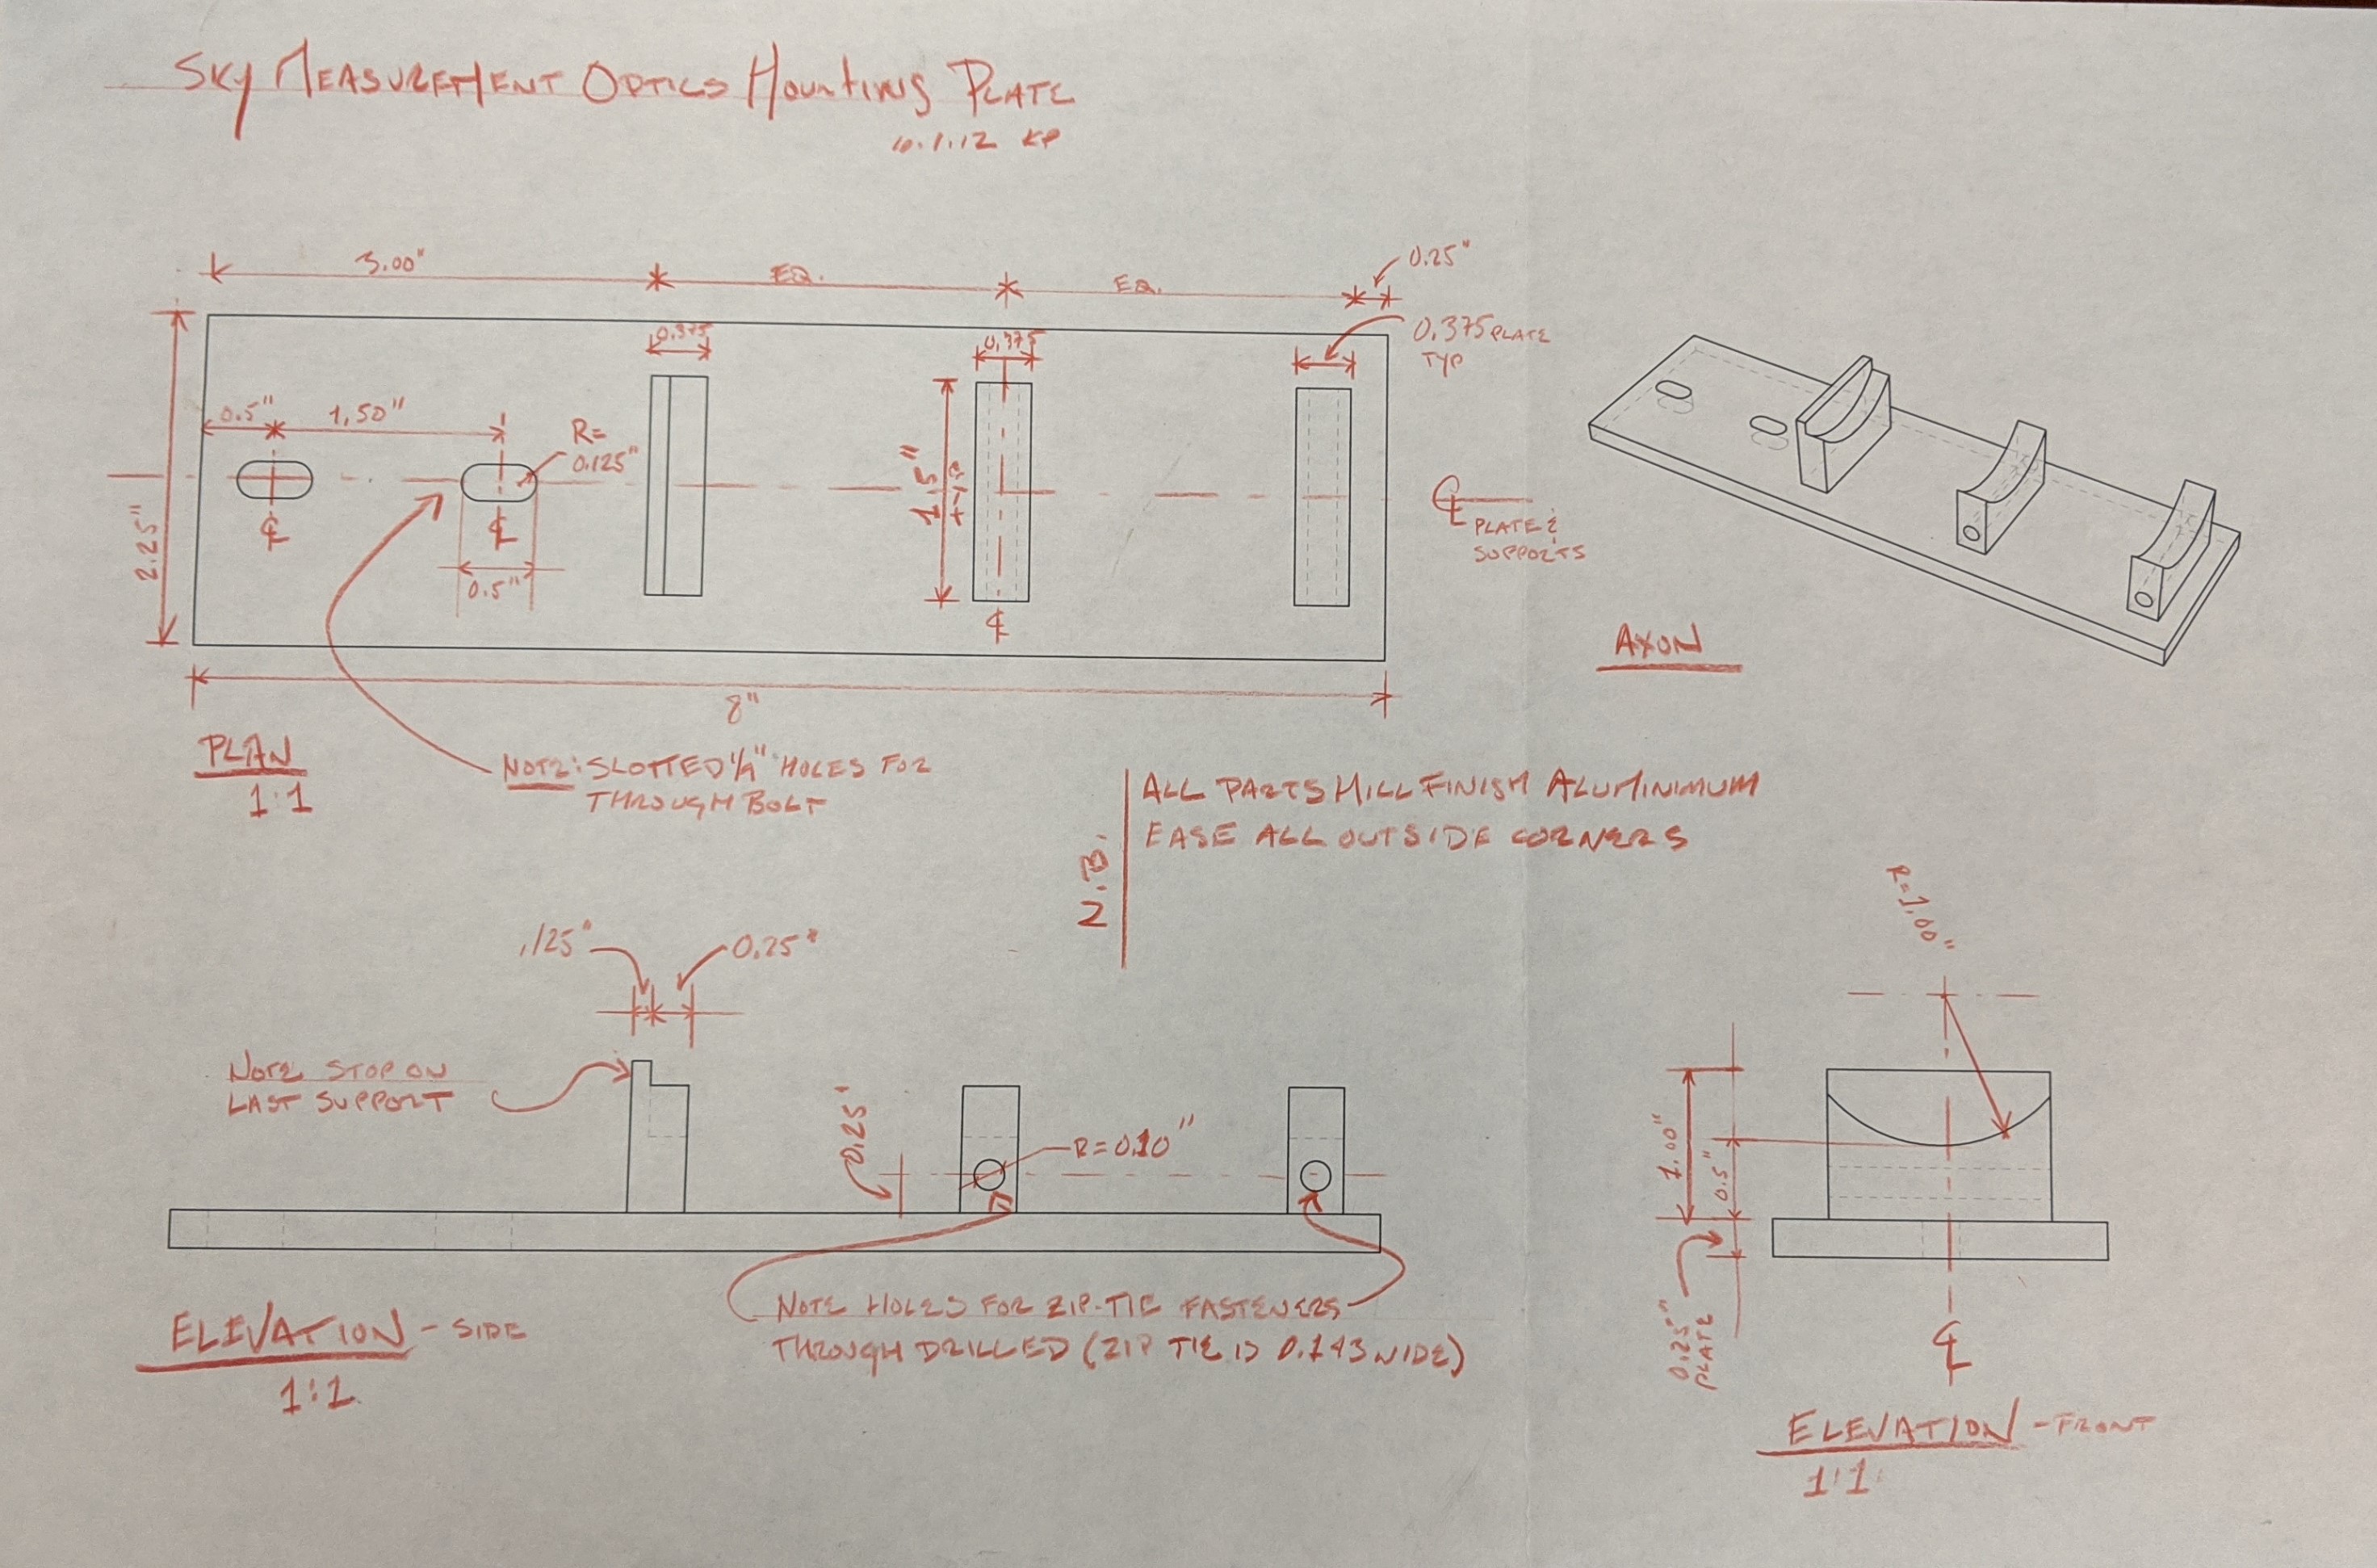 SKY MEASUREMENT OPTICS MOUNTING PLATE
10.1.12 KP
3.00"
EQ.
EQ.
0.25"
0.375
0.375
0.375 PLATE
TYP
0.5"
1.50"
R=
0.125"
2.25"
1.5"
TYP
℄
℄
0.5"
℄
℄
PLATE &
SUPPORTS
8"
AXON
PLAN
1:1
NOTE: SLOTTED 1/4" HOLES FOR
THROUGH BOLT
N.B.
ALL PARTS MILL FINISH ALUMINIMUM
EASE ALL OUTSIDE CORNERS
.125"
0.25"
NOTE STOP ON
LAST SUPPORT
0.25'
R=0.10"
NOTE HOLES FOR ZIP-TIE FASTENERS
THROUGH DRILLED (ZIP TIE IS 0.143 WIDE)
ELEVATION - SIDE
1:1
R=1.00"
1.00"
0.5"
0.25"
PLATE
℄
ELEVATION - FRONT
1:1